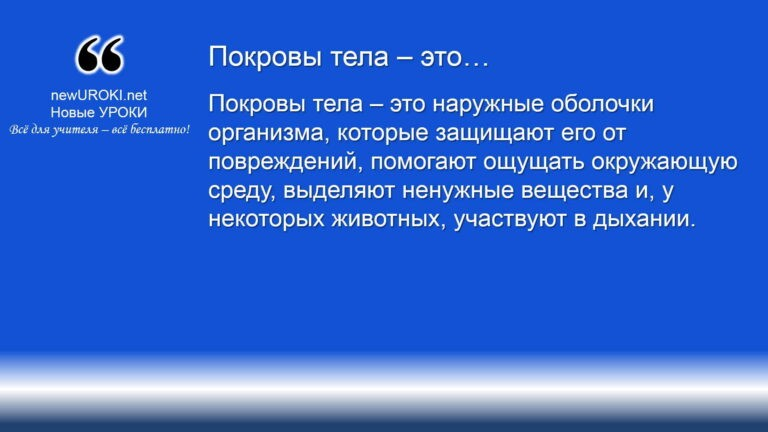 ❝
newUROKI.net
Новые УРОКИ
Всё для учителя – всё бесплатно!
Покровы тела – это…
Покровы тела – это наружные оболочки
организма, которые защищают его от
повреждений, помогают ощущать окружающую
среду, выделяют ненужные вещества и, у
некоторых животных, участвуют в дыхании.